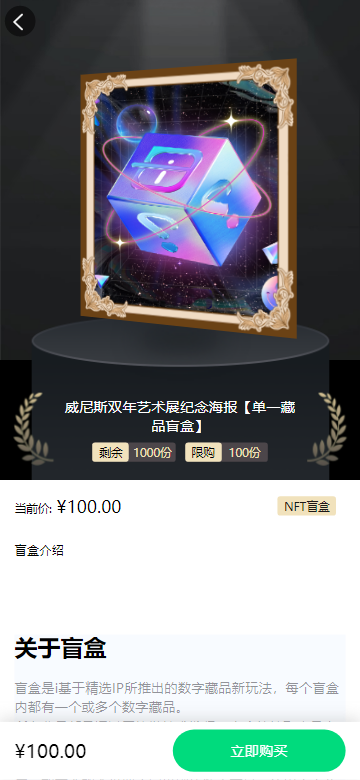 威尼斯双年艺术展纪念海报【单一藏
品盲盒】
剩余 1000份 限购 100份
当前价: ¥100.00 NFT盲盒
盲盒介绍
关于盲盒
盲盒是i基于精选IP所推出的数字藏品新玩法，每个盲盒
内都有一个或多个数字藏品。
¥100.00 立即购买